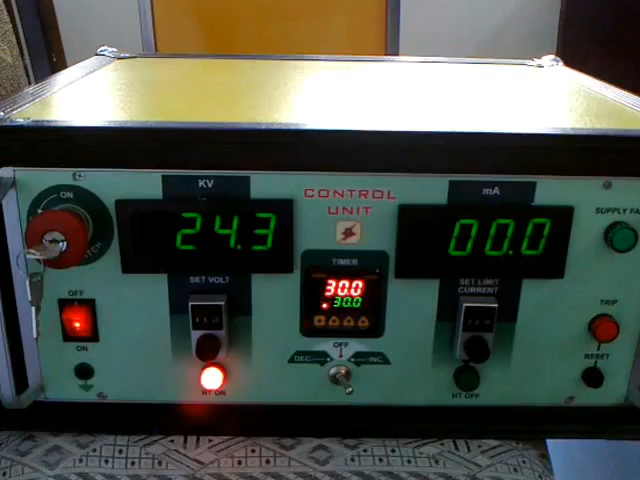 ON
KV
CONTROL
UNIT
mA
SUPPLY
24.3
00.0
TIMER
SET VOLT
SET LIMIT
CURRENT
30.0
30.0
OFF
ON
OFF
DEC.
INC.
TRIP
RESET
HT ON
HT OFF